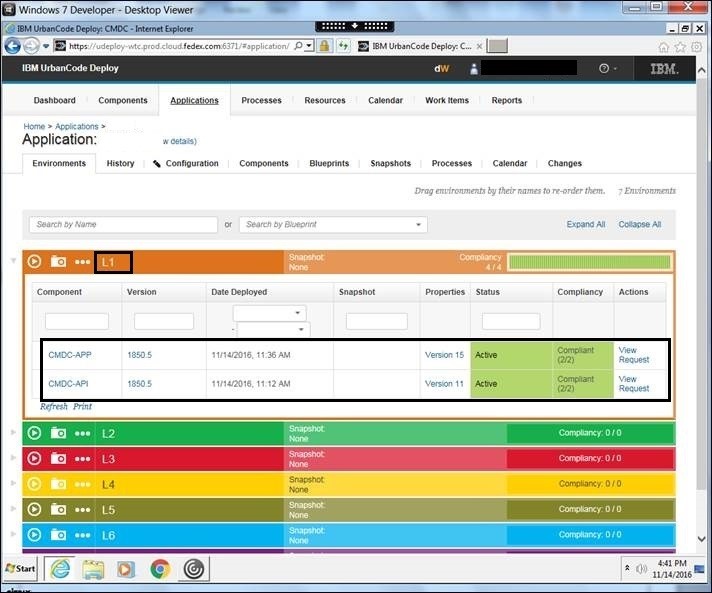 Windows 7 Developer - Desktop Viewer
IBM UrbanCode Deploy: CMDC - Internet Explorer
https://udeploy-wtc.prod.cloud.fedex.com:6371/#application/
IBM UrbanCode Deploy: C...
IBM UrbanCode Deploy
dW
IBM.
Dashboard Components Applications Processes Resources Calendar Work Items Reports
Home > Applications >
Application: w details)
Environments History Configuration Components Blueprints Snapshots Processes Calendar Changes
Drag environments by their names to re-order them. 7 Environments
Search by Name or Search by Blueprint Expand All Collapse All
L1 Snapshot: None Compliancy 4 / 4
Component Version Date Deployed Snapshot Properties Status Compliancy Actions
-
CMDC-APP 1850.5 11/14/2016, 11:36 AM Version 15 Active Compliant (2/2) View Request
CMDC-API 1850.5 11/14/2016, 11:12 AM Version 11 Active Compliant (2/2) View Request
Refresh Print
L2 Snapshot: None Compliancy: 0 / 0
L3 Snapshot: None Compliancy: 0 / 0
L4 Snapshot: None Compliancy: 0 / 0
L5 Snapshot: None Compliancy: 0 / 0
L6 Snapshot: None Compliancy: 0 / 0
Start
4:41 PM
11/14/2016